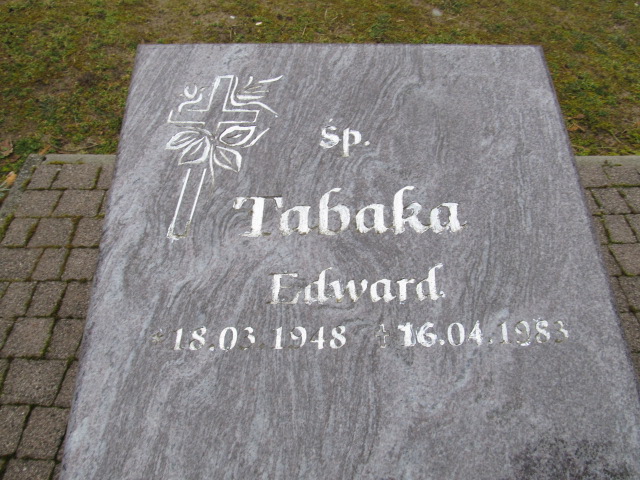 Śp.
Tabaka
Edward
* 18.03.1948 ✝ 16.04.1983